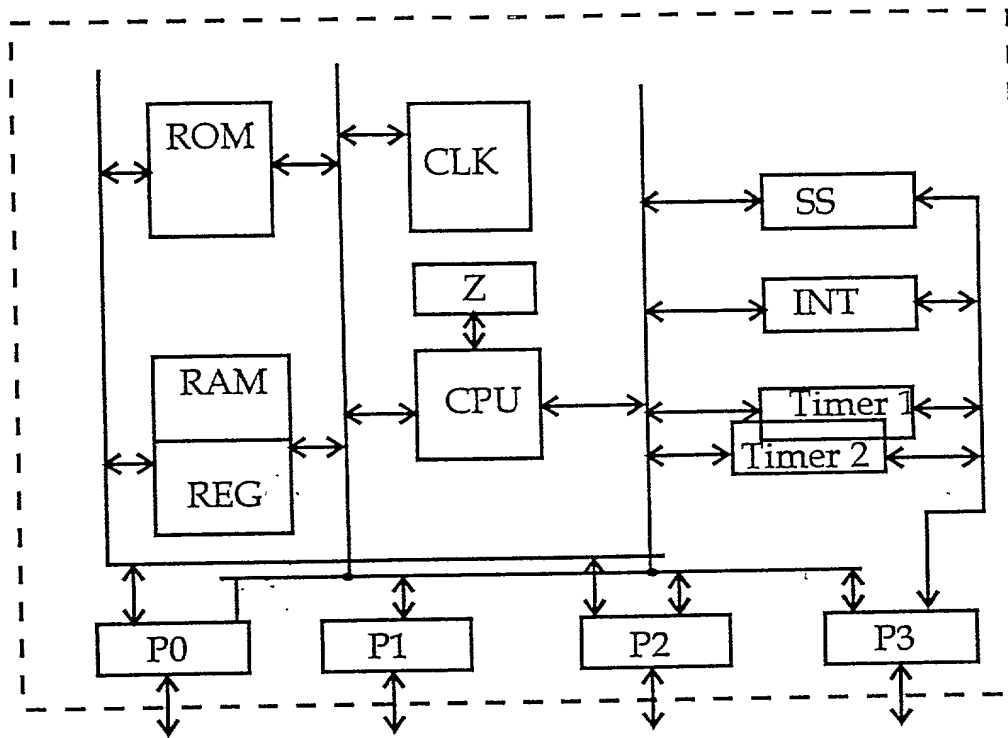 ROM
CLK
SS
Z
INT
RAM
CPU
Timer 1
Timer 2
REG
P0
P1
P2
P3